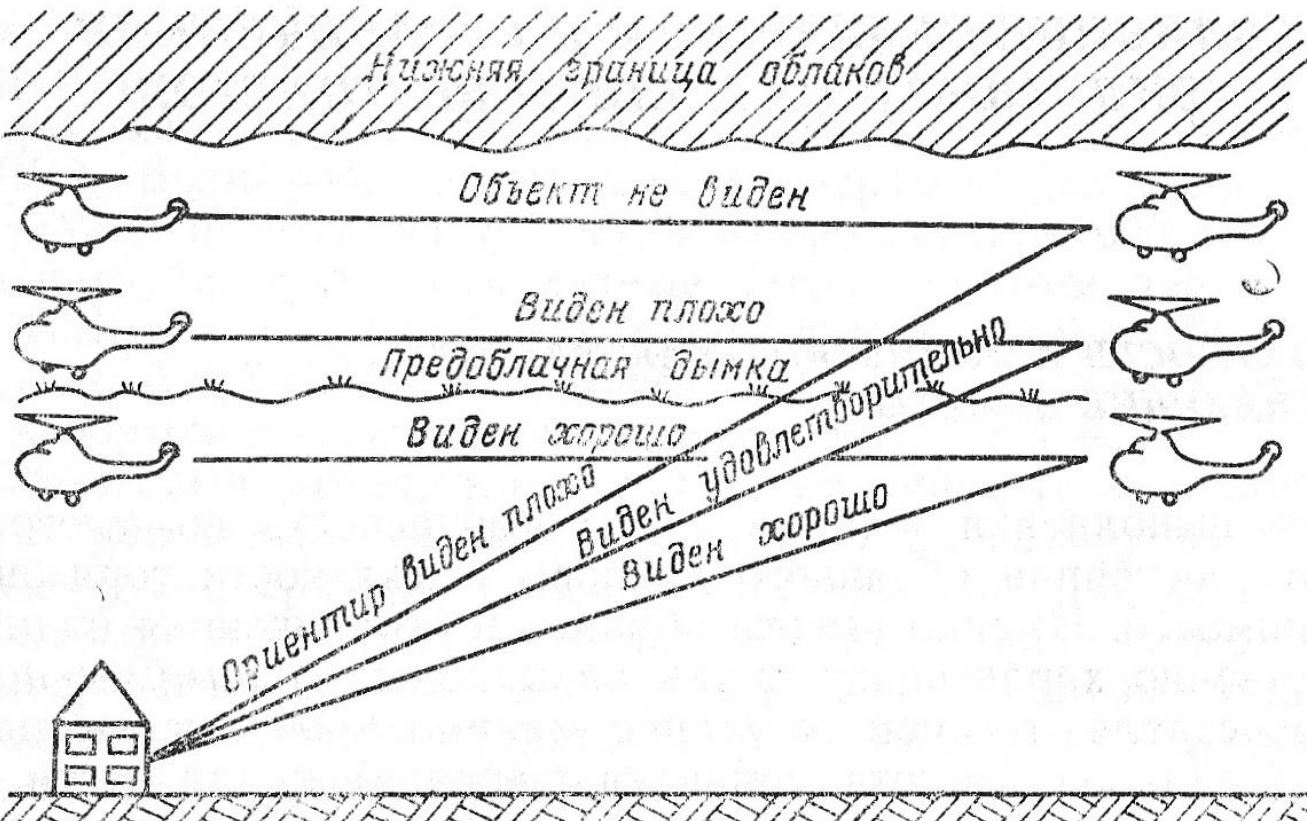 Нижняя граница облаков
Объект не виден
Виден плохо
Предоблачная дымка
Виден хорошо
Ориентир виден плохо
Виден удовлетворительно
Виден хорошо